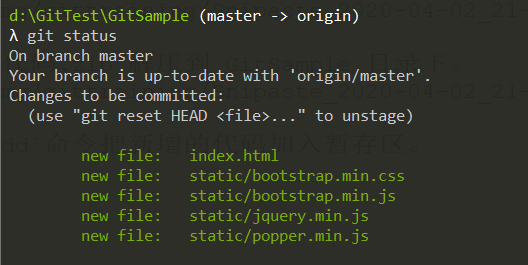 d:\GitTest\GitSample (master -> origin)
λ git status
On branch master
Your branch is up-to-date with 'origin/master'.
Changes to be committed:
  (use "git reset HEAD <file>..." to unstage)
        new file:   index.html
        new file:   static/bootstrap.min.css
        new file:   static/bootstrap.min.js
        new file:   static/jquery.min.js
        new file:   static/popper.min.js